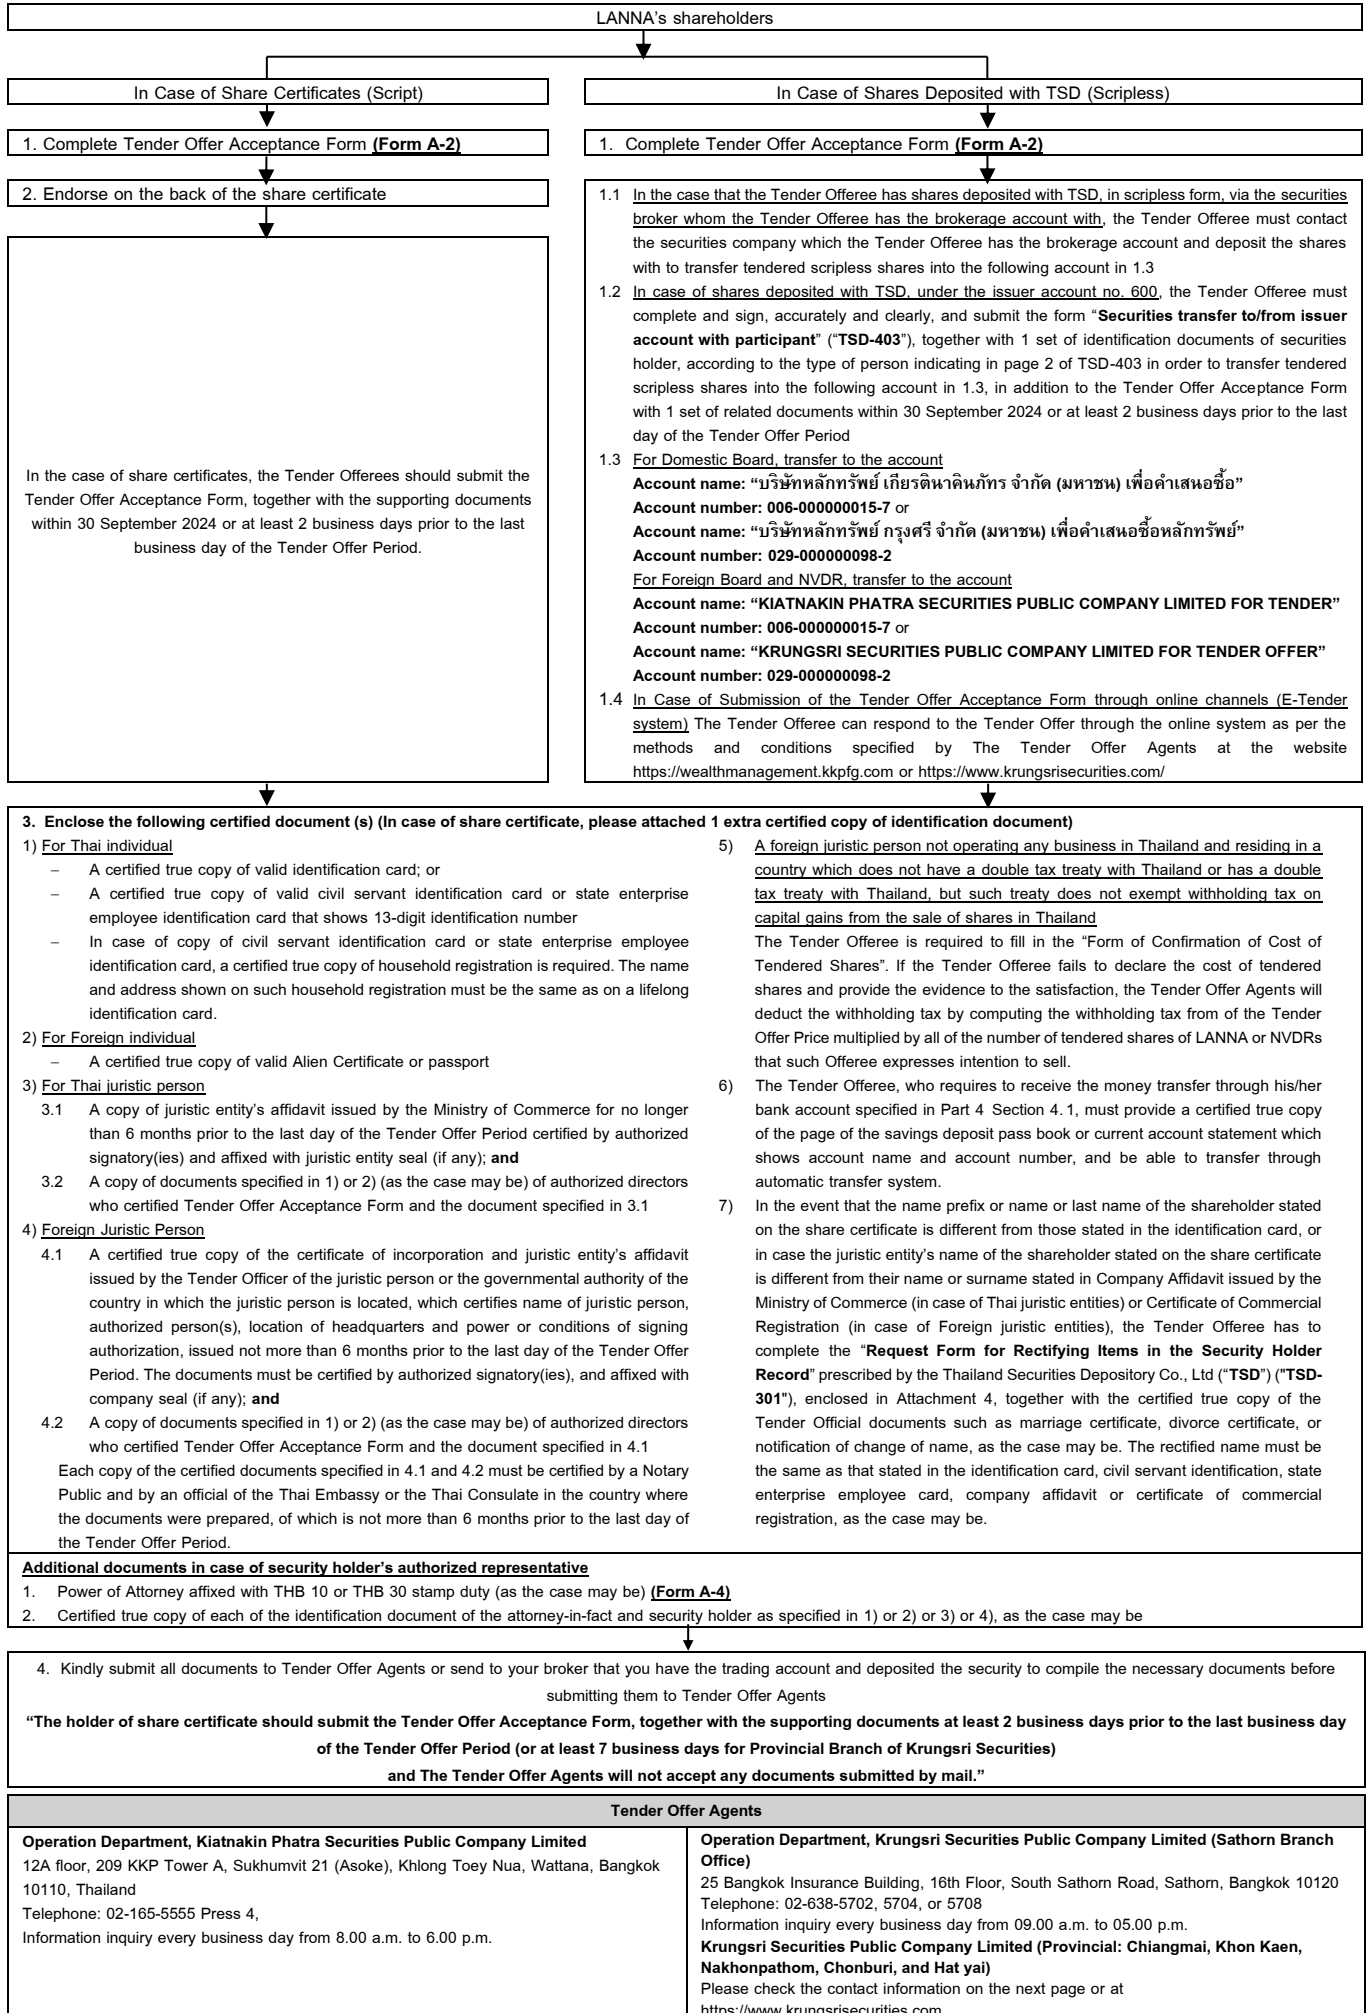 LANNA's shareholders
In Case of Share Certificates (Script)
1. Complete Tender Offer Acceptance Form (Form A-2)
2. Endorse on the back of the share certificate
In the case of share certificates, the Tender Offerees should submit the
Tender Offer Acceptance Form, together with the supporting documents
within 30 September 2024 or at least 2 business days prior to the last
business day of the Tender Offer Period.
In Case of Shares Deposited with TSD (Scripless)
1. Complete Tender Offer Acceptance Form (Form A-2)
1.1 In the case that the Tender Offeree has shares deposited with TSD, in scripless form, via the securities
broker whom the Tender Offeree has the brokerage account with, the Tender Offeree must contact
the securities company which the Tender Offeree has the brokerage account and deposit the shares
with to transfer tendered scripless shares into the following account in 1.3
1.2 In case of shares deposited with TSD, under the issuer account no. 600, the Tender Offeree must
complete and sign, accurately and clearly, and submit the form “Securities transfer to/from issuer
account with participant” (“TSD-403”), together with 1 set of identification documents of securities
holder, according to the type of person indicating in page 2 of TSD-403 in order to transfer tendered
scripless shares into the following account in 1.3, in addition to the Tender Offer Acceptance Form
with 1 set of related documents within 30 September 2024 or at least 2 business days prior to the last
day of the Tender Offer Period
1.3 For Domestic Board, transfer to the account
Account name: “บริษัทหลักทรัพย์ เกียรตินาคินภัทร จำกัด (มหาชน) เพื่อคำเสนอซื้อ”
Account number: 006-000000015-7 or
Account name: “บริษัทหลักทรัพย์ กรุงศรี จำกัด (มหาชน) เพื่อคำเสนอซื้อหลักทรัพย์”
Account number: 029-000000098-2
For Foreign Board and NVDR, transfer to the account
Account name: “KIATNAKIN PHATRA SECURITIES PUBLIC COMPANY LIMITED FOR TENDER”
Account number: 006-000000015-7 or
Account name: “KRUNGSRI SECURITIES PUBLIC COMPANY LIMITED FOR TENDER OFFER”
Account number: 029-000000098-2
1.4 In Case of Submission of the Tender Offer Acceptance Form through online channels (E-Tender
system) The Tender Offeree can respond to the Tender Offer through the online system as per the
methods and conditions specified by The Tender Offer Agents at the website
https://wealthmanagement.kkpfg.com or https://www.krungsrisecurities.com/
3. Enclose the following certified document (s) (In case of share certificate, please attached 1 extra certified copy of identification document)
1) For Thai individual
– A certified true copy of valid identification card; or
– A certified true copy of valid civil servant identification card or state enterprise
employee identification card that shows 13-digit identification number
– In case of copy of civil servant identification card or state enterprise employee
identification card, a certified true copy of household registration is required. The name
and address shown on such household registration must be the same as on a lifelong
identification card.
2) For Foreign individual
– A certified true copy of valid Alien Certificate or passport
3) For Thai juristic person
3.1 A copy of juristic entity's affidavit issued by the Ministry of Commerce for no longer
than 6 months prior to the last day of the Tender Offer Period certified by authorized
signatory(ies) and affixed with juristic entity seal (if any); and
3.2 A copy of documents specified in 1) or 2) (as the case may be) of authorized directors
who certified Tender Offer Acceptance Form and the document specified in 3.1
4) Foreign Juristic Person
4.1 A certified true copy of the certificate of incorporation and juristic entity's affidavit
issued by the Tender Officer of the juristic person or the governmental authority of the
country in which the juristic person is located, which certifies name of juristic person,
authorized person(s), location of headquarters and power or conditions of signing
authorization, issued not more than 6 months prior to the last day of the Tender Offer
Period. The documents must be certified by authorized signatory(ies), and affixed with
company seal (if any); and
4.2 A copy of documents specified in 1) or 2) (as the case may be) of authorized directors
who certified Tender Offer Acceptance Form and the document specified in 4.1
Each copy of the certified documents specified in 4.1 and 4.2 must be certified by a Notary
Public and by an official of the Thai Embassy or the Thai Consulate in the country where
the documents were prepared, of which is not more than 6 months prior to the last day of
the Tender Offer Period.
5) A foreign juristic person not operating any business in Thailand and residing in a
country which does not have a double tax treaty with Thailand or has a double
tax treaty with Thailand, but such treaty does not exempt withholding tax on
capital gains from the sale of shares in Thailand
The Tender Offeree is required to fill in the “Form of Confirmation of Cost of
Tendered Shares”. If the Tender Offeree fails to declare the cost of tendered
shares and provide the evidence to the satisfaction, the Tender Offer Agents will
deduct the withholding tax by computing the withholding tax from of the Tender
Offer Price multiplied by all of the number of tendered shares of LANNA or NVDRs
that such Offeree expresses intention to sell.
6) The Tender Offeree, who requires to receive the money transfer through his/her
bank account specified in Part 4 Section 4.1, must provide a certified true copy
of the page of the savings deposit pass book or current account statement which
shows account name and account number, and be able to transfer through
automatic transfer system.
7) In the event that the name prefix or name or last name of the shareholder stated
on the share certificate is different from those stated in the identification card, or
in case the juristic entity's name of the shareholder stated on the share certificate
is different from their name or surname stated in Company Affidavit issued by the
Ministry of Commerce (in case of Thai juristic entities) or Certificate of Commercial
Registration (in case of Foreign juristic entities), the Tender Offeree has to
complete the “Request Form for Rectifying Items in the Security Holder
Record” prescribed by the Thailand Securities Depository Co., Ltd (“TSD”) ("TSD-
301"), enclosed in Attachment 4, together with the certified true copy of the
Tender Official documents such as marriage certificate, divorce certificate, or
notification of change of name, as the case may be. The rectified name must be
the same as that stated in the identification card, civil servant identification, state
enterprise employee card, company affidavit or certificate of commercial
registration, as the case may be.
Additional documents in case of security holder's authorized representative
1. Power of Attorney affixed with THB 10 or THB 30 stamp duty (as the case may be) (Form A-4)
2. Certified true copy of each of the identification document of the attorney-in-fact and security holder as specified in 1) or 2) or 3) or 4), as the case may be
4. Kindly submit all documents to Tender Offer Agents or send to your broker that you have the trading account and deposited the security to compile the necessary documents before
submitting them to Tender Offer Agents
“The holder of share certificate should submit the Tender Offer Acceptance Form, together with the supporting documents at least 2 business days prior to the last business day
of the Tender Offer Period (or at least 7 business days for Provincial Branch of Krungsri Securities)
and The Tender Offer Agents will not accept any documents submitted by mail.”
Tender Offer Agents
Operation Department, Kiatnakin Phatra Securities Public Company Limited
12A floor, 209 KKP Tower A, Sukhumvit 21 (Asoke), Khlong Toey Nua, Wattana, Bangkok
10110, Thailand
Telephone: 02-165-5555 Press 4,
Information inquiry every business day from 8.00 a.m. to 6.00 p.m.
Operation Department, Krungsri Securities Public Company Limited (Sathorn Branch
Office)
25 Bangkok Insurance Building, 16th Floor, South Sathorn Road, Sathorn, Bangkok 10120
Telephone: 02-638-5702, 5704, or 5708
Information inquiry every business day from 09.00 a.m. to 05.00 p.m.
Krungsri Securities Public Company Limited (Provincial: Chiangmai, Khon Kaen,
Nakhonpathom, Chonburi, and Hat yai)
Please check the contact information on the next page or at
https://www.krungsrisecurities.com